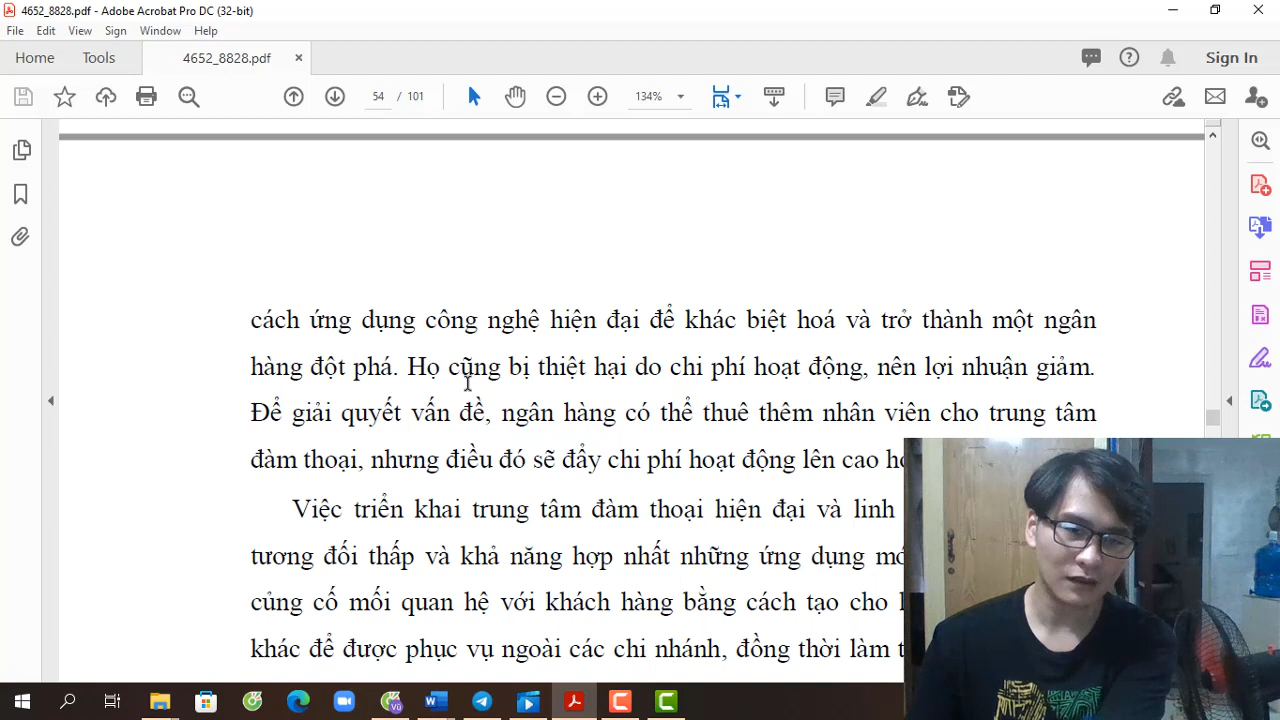 4652_8828.pdf - Adobe Acrobat Pro DC (32-bit)
File Edit View Sign Window Help
Home Tools 4652_8828.pdf × Sign In
54 / 101 134%
cách ứng dụng công nghệ hiện đại để khác biệt hoá và trở thành một ngân
hàng đột phá. Họ cũng bị thiệt hại do chi phí hoạt động, nên lợi nhuận giảm.
Để giải quyết vấn đề, ngân hàng có thể thuê thêm nhân viên cho trung tâm
đàm thoại, nhưng điều đó sẽ đẩy chi phí hoạt động lên cao
Việc triển khai trung tâm đàm thoại hiện đại và linh
tương đối thấp và khả năng hợp nhất những ứng dụng
củng cố mối quan hệ với khách hàng bằng cách tạo cho
khác để được phục vụ ngoài các chi nhánh, đồng thời làm